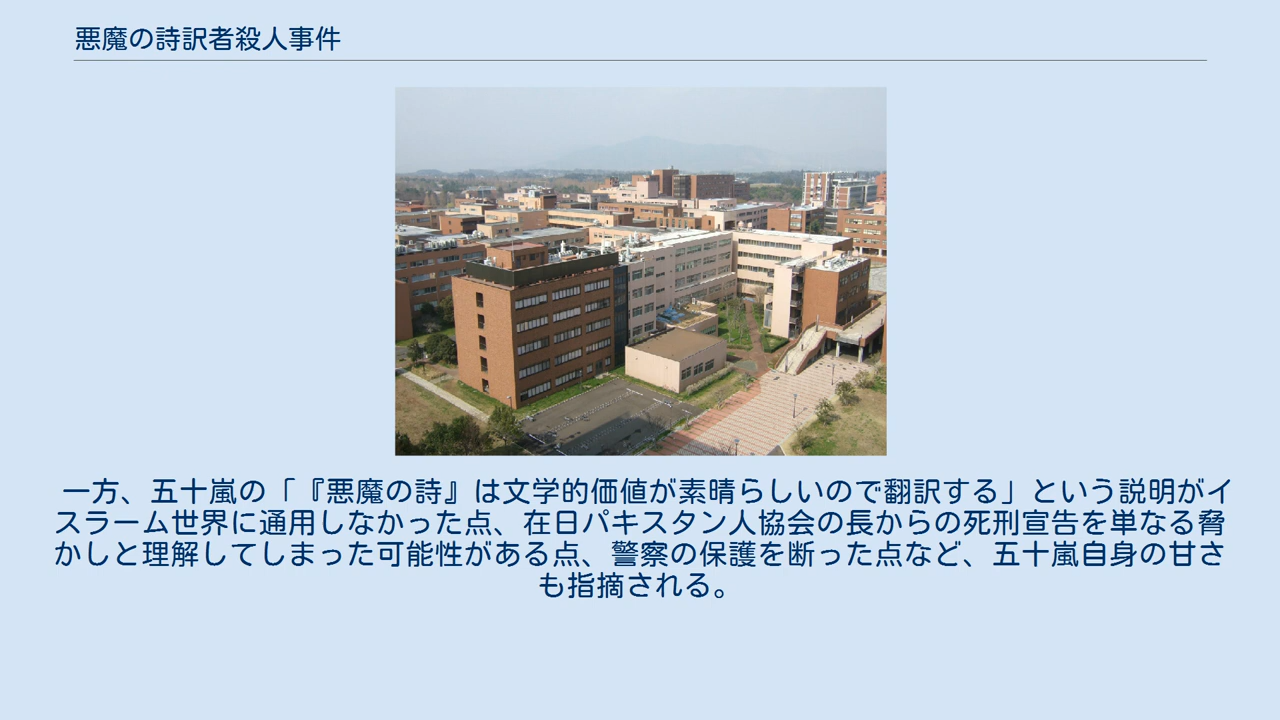 悪魔の詩訳者殺人事件
一方、五十嵐の「『悪魔の詩』は文学的価値が素晴らしいので翻訳する」という説明がイ
スラーム世界に通用しなかった点、在日パキスタン人協会の長からの死刑宣告を単なる脅
かしと理解してしまった可能性がある点、警察の保護を断った点など、五十嵐自身の甘さ
も指摘される。